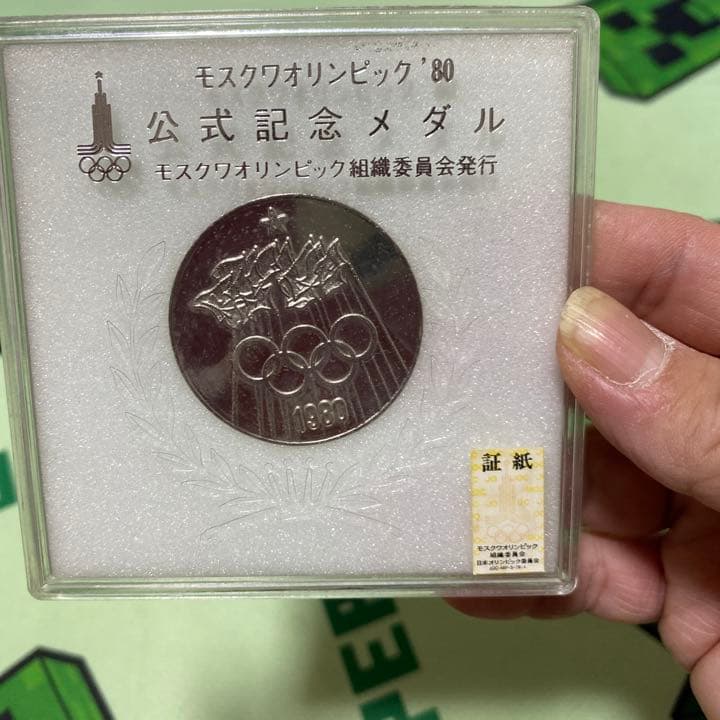 モスクワオリンピック '80
公式記念メダル
モスクワオリンピック組織委員会発行
1980
証紙
モスクワオリンピック
組織委員会
日本オリンピック委員会